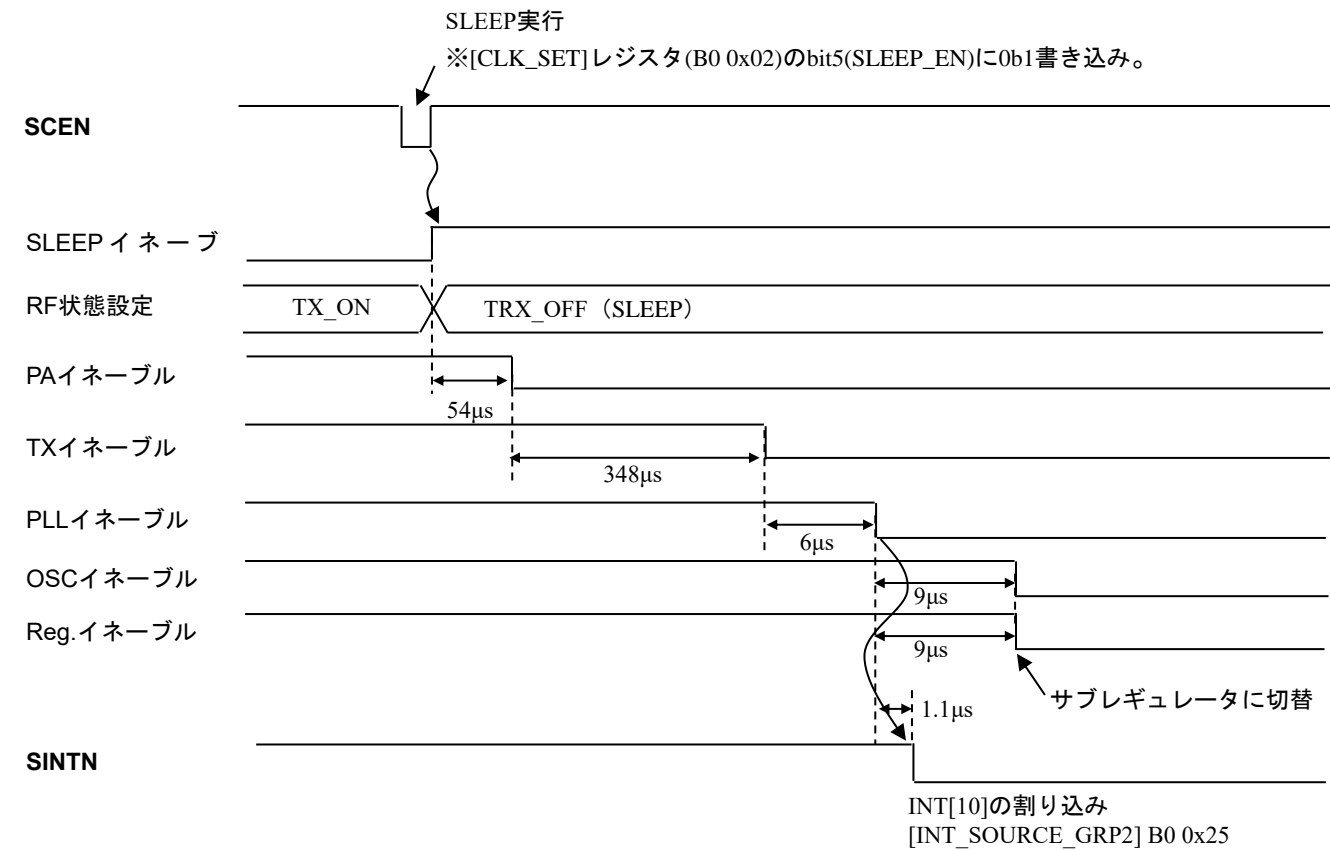 SLEEP実行
※[CLK_SET]レジスタ(B0 0x02)のbit5(SLEEP_EN)に0b1書き込み。
SCEN
SLEEPイネーブ
RF状態設定
TX_ON
TRX_OFF（SLEEP）
PAイネーブル
54μs
TXイネーブル
348μs
PLLイネーブル
6μs
OSCイネーブル
9μs
Reg.イネーブル
9μs
サブレギュレータに切替
1.1μs
SINTN
INT[10]の割り込み
[INT_SOURCE_GRP2] B0 0x25